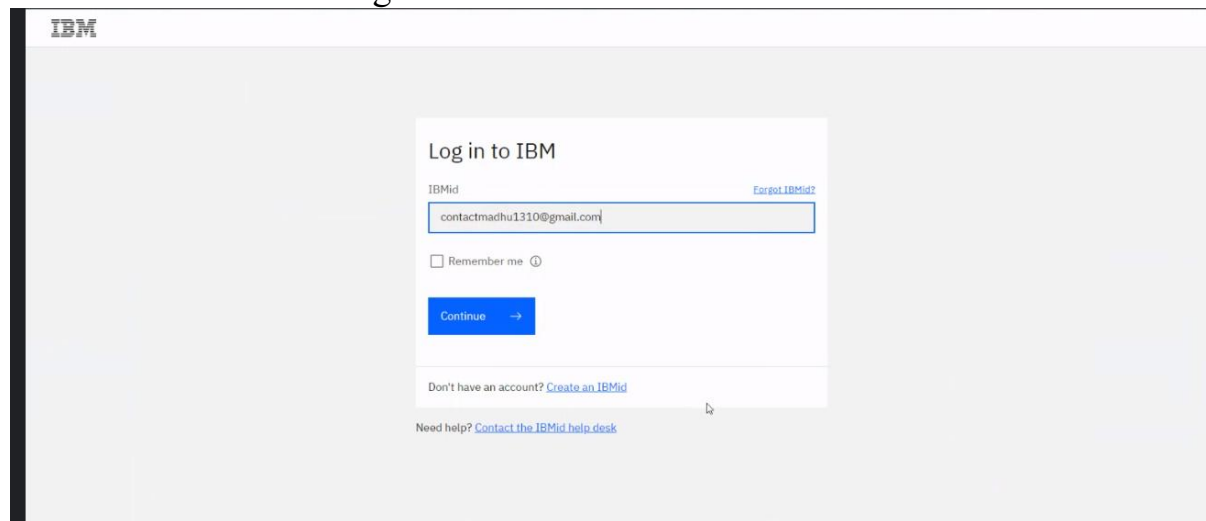 IBM
Log in to IBM
IBMid Forgot IBMid?
contactmadhu1310@gmail.com
Remember me
Continue →
Don't have an account? Create an IBMid
Need help? Contact the IBMid help desk